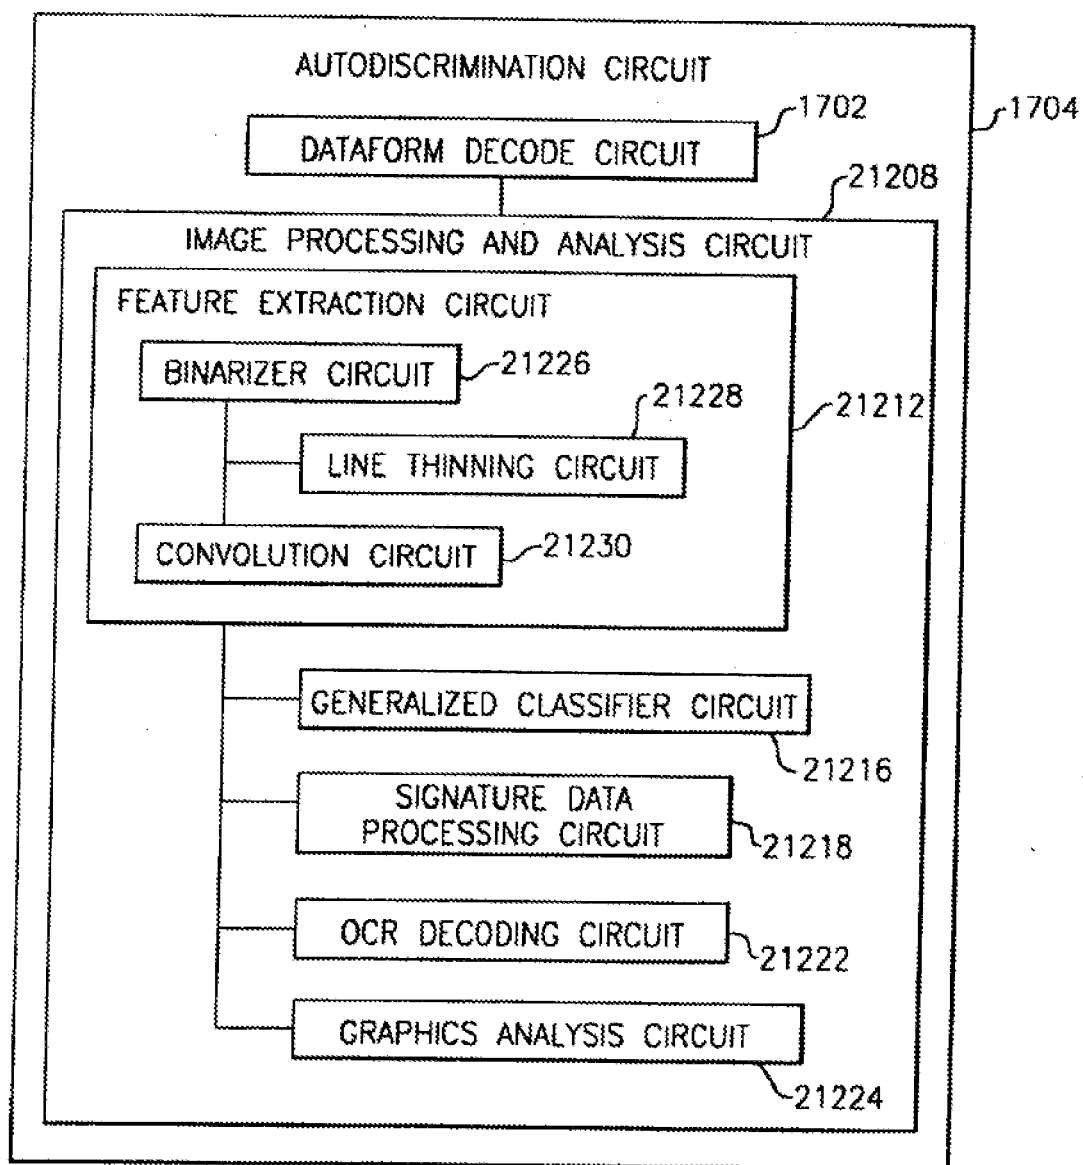 AUTODISCRIMINATION CIRCUIT
1702
1704
DATAFORM DECODE CIRCUIT
21208
IMAGE PROCESSING AND ANALYSIS CIRCUIT
FEATURE EXTRACTION CIRCUIT
BINARIZER CIRCUIT
21226
21228
21212
LINE THINNING CIRCUIT
CONVOLUTION CIRCUIT
21230
GENERALIZED CLASSIFIER CIRCUIT
21216
SIGNATURE DATA
PROCESSING CIRCUIT
21218
OCR DECODING CIRCUIT
21222
GRAPHICS ANALYSIS CIRCUIT
21224